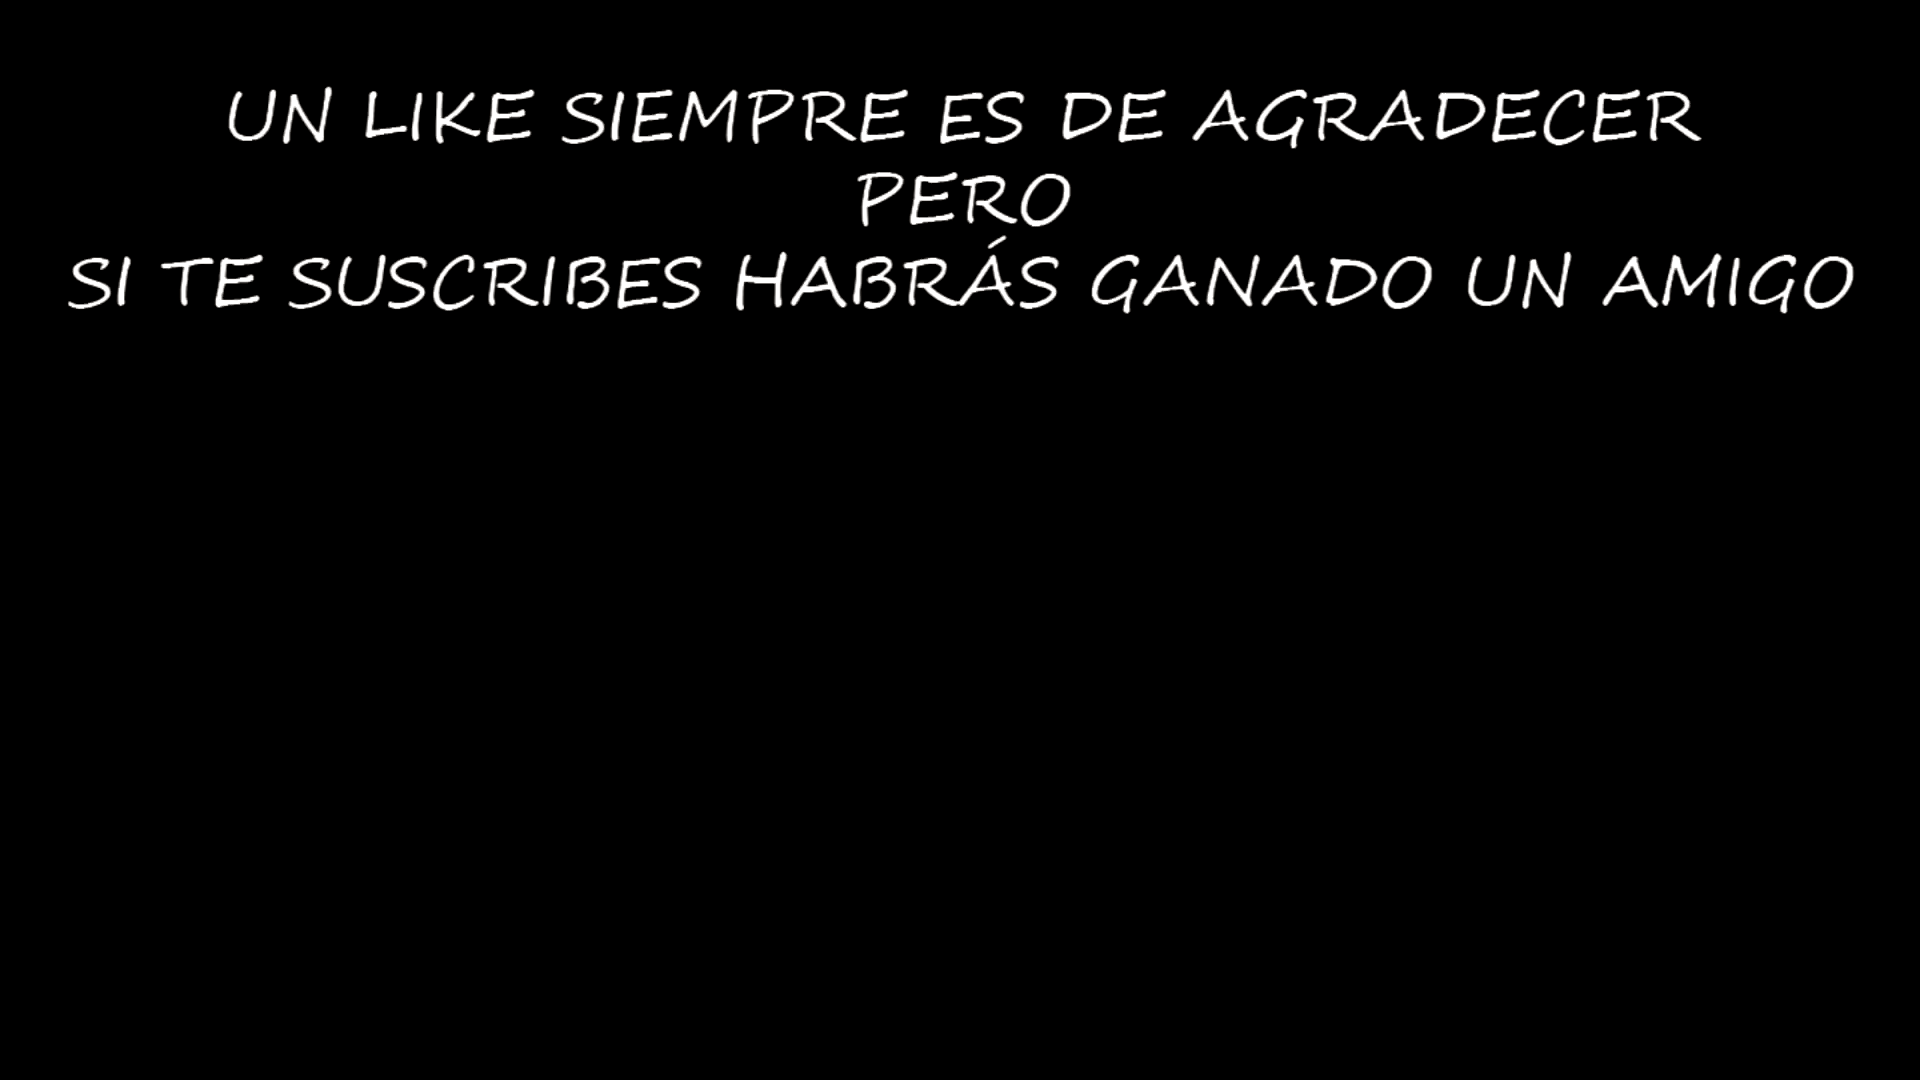 UN LIKE SIEMPRE ES DE AGRADECER
PERO
SI TE SUSCRIBES HABRÁS GANADO UN AMIGO